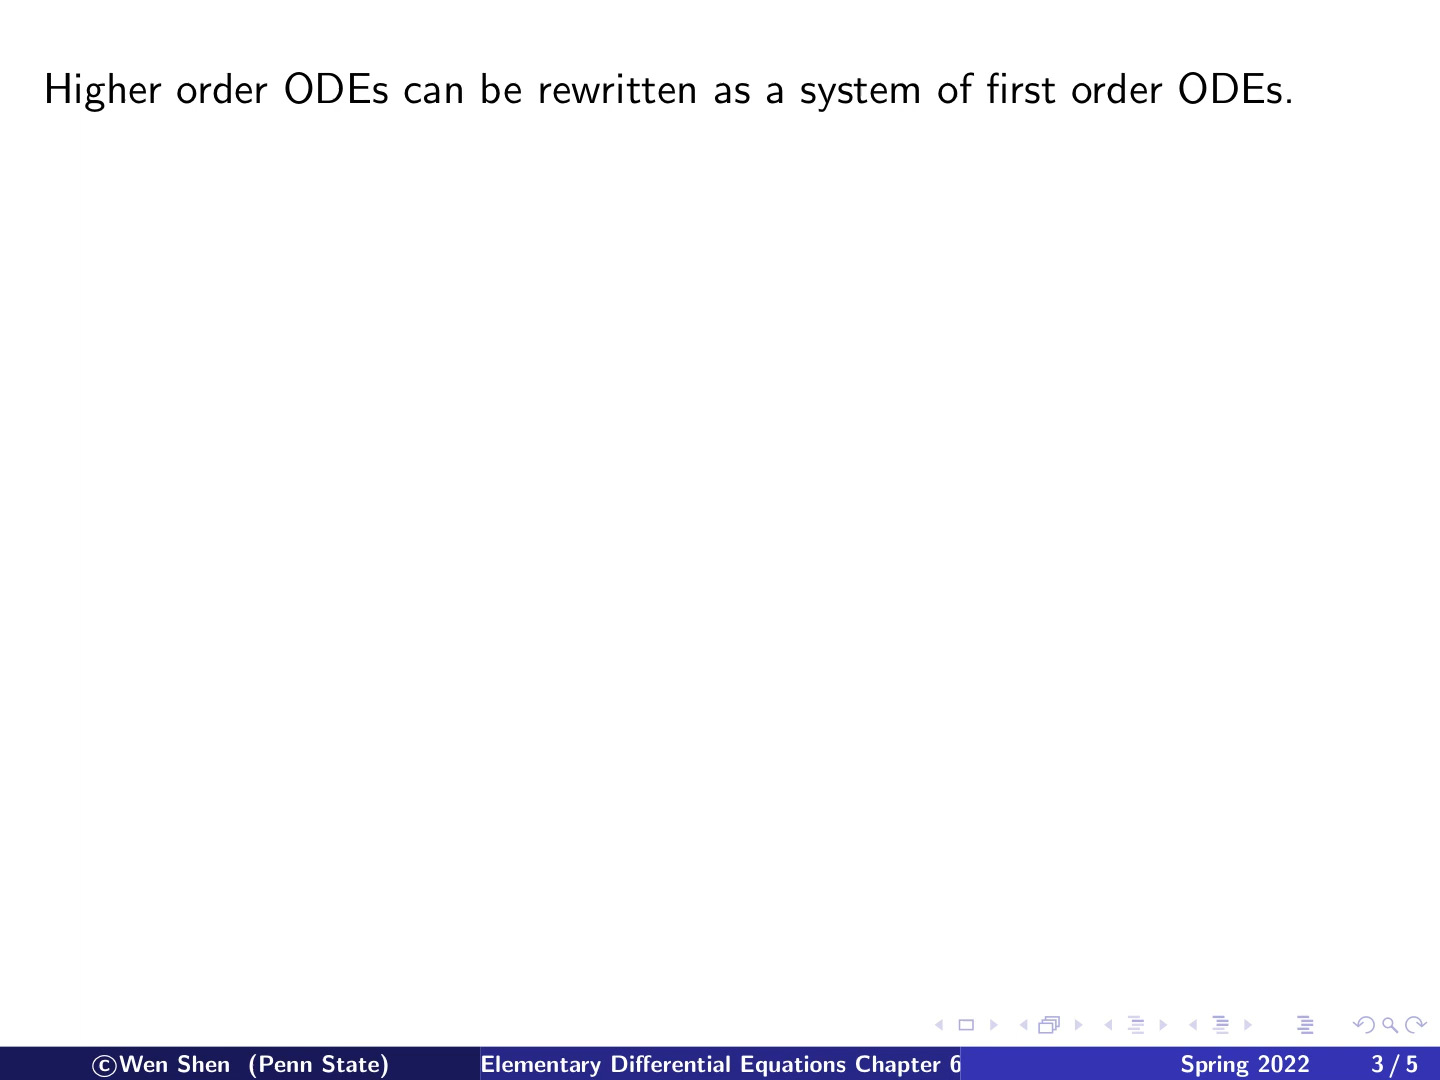 Higher order ODEs can be rewritten as a system of first order ODEs.
©Wen Shen (Penn State) Elementary Differential Equations Chapter 6 Spring 2022 3 / 5